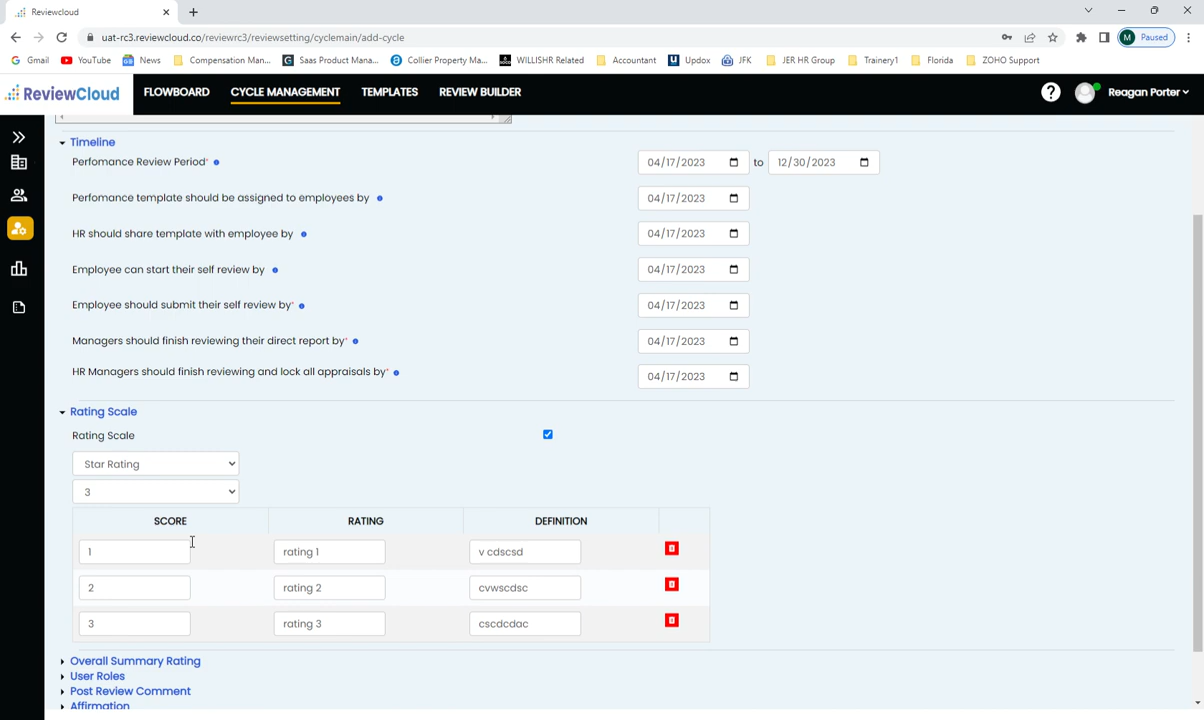 Reviewcloud
uat-rc3.reviewcloud.co/reviewrc3/reviewsetting/cyclemain/add-cycle
M Paused
Gmail YouTube News Compensation Man... Saas Product Mana... Collier Property Ma... WILLISHR Related Accountant Updox JFK JER HR Group Trainery1 Florida ZOHO Support
ReviewCloud FLOWBOARD CYCLE MANAGEMENT TEMPLATES REVIEW BUILDER ? Reagan Porter
Timeline
Perfomance Review Period* 04/17/2023 to 12/30/2023
Perfomance template should be assigned to employees by 04/17/2023
HR should share template with employee by 04/17/2023
Employee can start their self review by 04/17/2023
Employee should submit their self review by* 04/17/2023
Managers should finish reviewing their direct report by* 04/17/2023
HR Managers should finish reviewing and lock all appraisals by* 04/17/2023
Rating Scale
Rating Scale
Star Rating
3
SCORE RATING DEFINITION
1 rating 1 v cdscsd
2 rating 2 cvwscdsc
3 rating 3 cscdcdac
Overall Summary Rating
User Roles
Post Review Comment
Affirmation